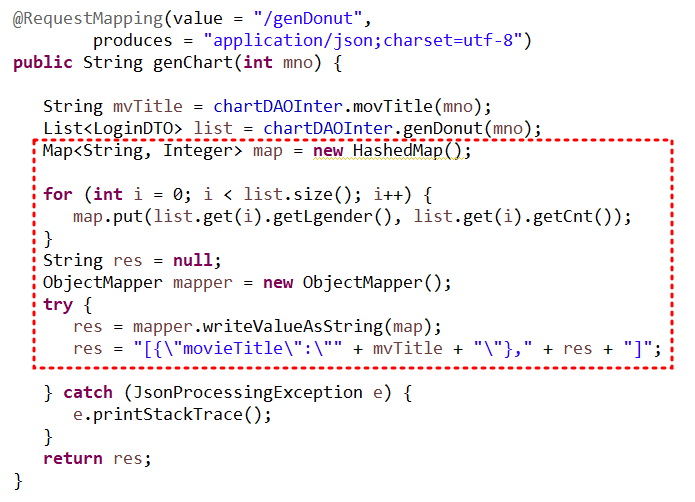 @RequestMapping(value = "/genDonut",
        produces = "application/json;charset=utf-8")
public String genChart(int mno) {
   String mvTitle = chartDAOInter.movTitle(mno);
   List<LoginDTO> list = chartDAOInter.genDonut(mno);
   Map<String, Integer> map = new HashedMap();
   for (int i = 0; i < list.size(); i++) {
      map.put(list.get(i).getLgender(), list.get(i).getCnt());
   }
   String res = null;
   ObjectMapper mapper = new ObjectMapper();
   try {
      res = mapper.writeValueAsString(map);
      res = "[{\"movieTitle\":\"" + mvTitle + "\"}," + res + "]";
   } catch (JsonProcessingException e) {
      e.printStackTrace();
   }
   return res;
}